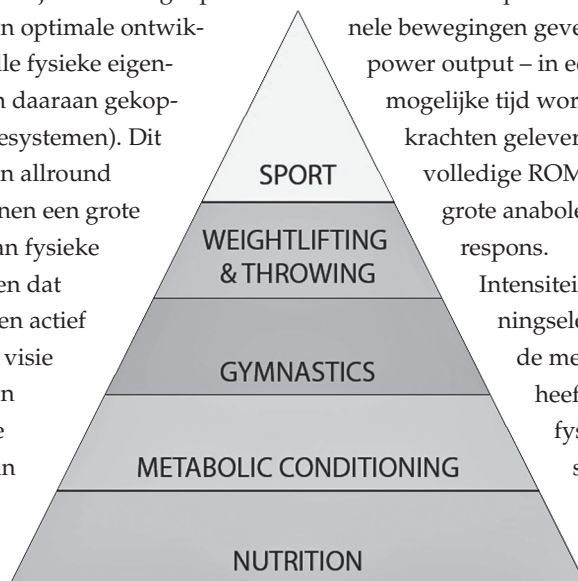 n optimale ontwik-
lle fysieke eigen-
n daaraan gekop-
esystemen). Dit
n allround
nen een grote
an fysieke
en dat
en actief
visie
n
e
n
SPORT
WEIGHTLIFTING
& THROWING
GYMNASTICS
METABOLIC CONDITIONING
NUTRITION
nele bewegingen geve
power output – in e
mogelijke tijd wor
krachten gelever
volledige ROM
grote anabole
respons.
Intensitei
ningsele
de me
heef
fys
s